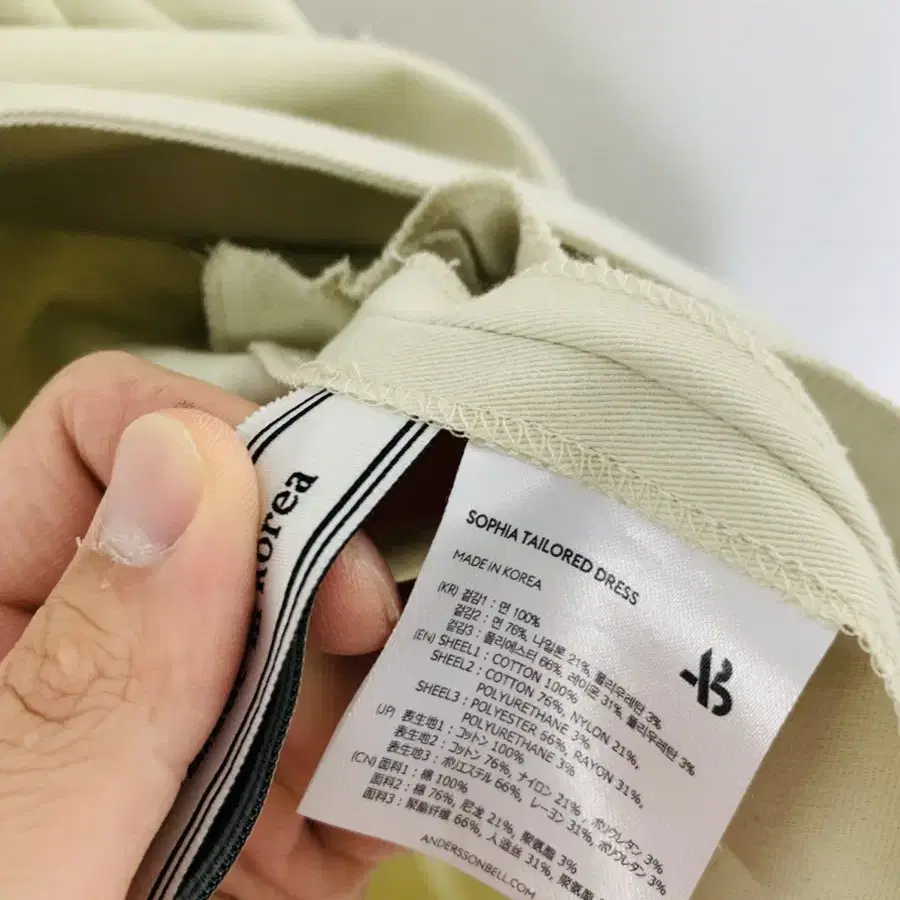 Korea
SOPHIA TAILORED DRESS
MADE IN KOREA
(KR) 겉감1 : 면 100%
겉감2 : 면 76%, 나일론 21%, 폴리우레탄 3%
겉감3 : 폴리에스터 66%, 레이온 31%, 폴리우레탄 3%
(EN) SHEEL1 : COTTON 100%
SHEEL2 : COTTON 76%, NYLON 21%,
POLYURETHANE 3%
SHEEL3 : POLYESTER 66%, RAYON 31%,
POLYURETHANE 3%
(JP) 表生地1 : コットン 100%
表生地2 : コットン 76%, ナイロン 21%, ポリウレタン 3%
表生地3 : ポリエステル 66%, レーヨン 31%, ポリウレタン 3%
(CN) 面料1 : 棉 100%
面料2 : 棉 76%, 尼龙 21%, 聚氨酯 3%
面料3 : 聚酯纤维 66%, 人造丝 31%, 聚氨酯 3%
ANDERSSONBELL.COM